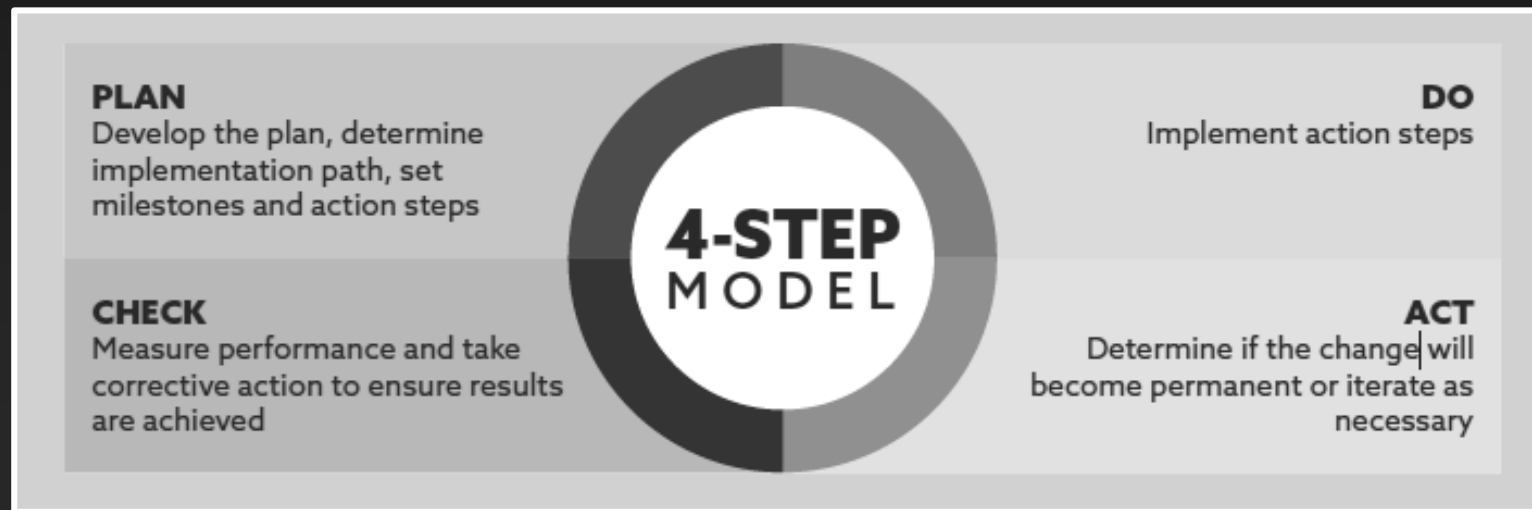 PLAN
Develop the plan, determine
implementation path, set
milestones and action steps
DO
Implement action steps
4-STEP
MODEL
CHECK
Measure performance and take
corrective action to ensure results
are achieved
ACT
Determine if the change will
become permanent or iterate as
necessary